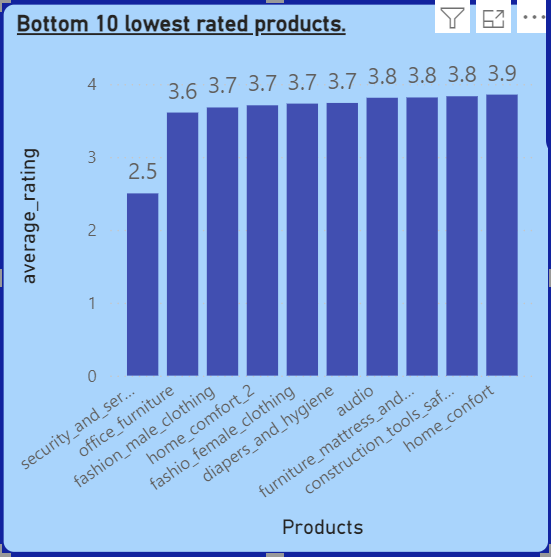 Bottom 10 lowest rated products.
average_rating
4
3
2
1
0
2.5
3.6
3.7
3.7
3.7
3.7
3.8
3.8
3.8
3.9
security_and_ser...
office_furniture
fashion_male_clothing
home_comfort_2
fashio_female_clothing
diapers_and_hygiene
audio
furniture_mattress_and...
construction_tools_saf...
home_confort
Products